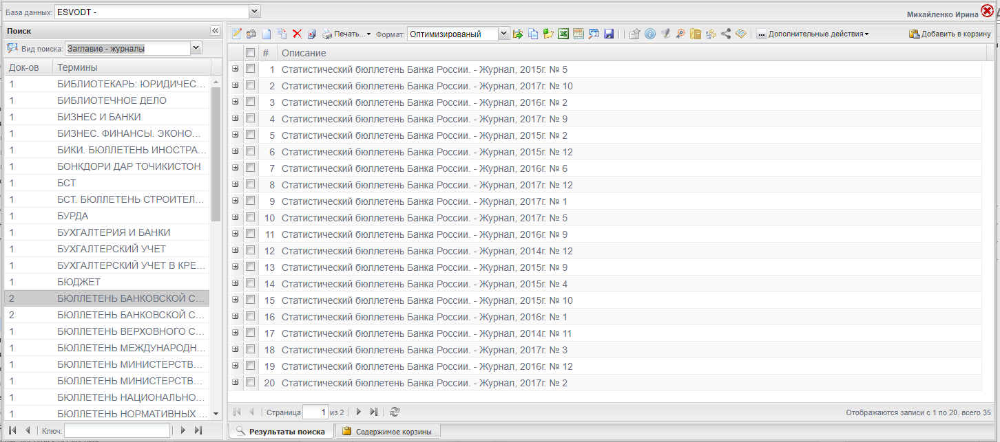 База данных: ESVODT -
Михайленко Ирина
Поиск
Вид поиска: Заглавие - журналы
Док-ов Термины
1 БИБЛИОТЕКАРЬ: ЮРИДИЧЕС...
1 БИБЛИОТЕЧНОЕ ДЕЛО
1 БИЗНЕС И БАНКИ
1 БИЗНЕС. ФИНАНСЫ. ЭКОНО...
1 БИКИ. БЮЛЛЕТЕНЬ ИНОСТРА...
1 БОНКДОРИ ДАР ТОЧИКИСТОН
1 БСТ
1 БСТ. БЮЛЛЕТЕНЬ СТРОИТЕЛ...
1 БУРДА
1 БУХГАЛТЕРИЯ И БАНКИ
1 БУХГАЛТЕРСКИЙ УЧЕТ
1 БУХГАЛТЕРСКИЙ УЧЕТ В КРЕ...
1 БЮДЖЕТ
2 БЮЛЛЕТЕНЬ БАНКОВСКОЙ С...
2 БЮЛЛЕТЕНЬ БАНКОВСКОЙ С...
1 БЮЛЛЕТЕНЬ ВЕРХОВНОГО С...
1 БЮЛЛЕТЕНЬ МЕЖДУНАРОДН...
1 БЮЛЛЕТЕНЬ МИНИСТЕРСТВ...
1 БЮЛЛЕТЕНЬ МИНИСТЕРСТВ...
1 БЮЛЛЕТЕНЬ НАЦИОНАЛЬНО...
1 БЮЛЛЕТЕНЬ НОРМАТИВНЫХ ...
Ключ:
Печать... Формат: Оптимизированый Дополнительные действия Добавить в корзину
# Описание
1 Статистический бюллетень Банка России. - Журнал, 2015г. № 5
2 Статистический бюллетень Банка России. - Журнал, 2017г. № 10
3 Статистический бюллетень Банка России. - Журнал, 2016г. № 2
4 Статистический бюллетень Банка России. - Журнал, 2017г. № 9
5 Статистический бюллетень Банка России. - Журнал, 2015г. № 2
6 Статистический бюллетень Банка России. - Журнал, 2015г. № 12
7 Статистический бюллетень Банка России. - Журнал, 2016г. № 6
8 Статистический бюллетень Банка России. - Журнал, 2017г. № 12
9 Статистический бюллетень Банка России. - Журнал, 2017г. № 1
10 Статистический бюллетень Банка России. - Журнал, 2017г. № 5
11 Статистический бюллетень Банка России. - Журнал, 2016г. № 9
12 Статистический бюллетень Банка России. - Журнал, 2014г. № 12
13 Статистический бюллетень Банка России. - Журнал, 2015г. № 9
14 Статистический бюллетень Банка России. - Журнал, 2015г. № 4
15 Статистический бюллетень Банка России. - Журнал, 2015г. № 10
16 Статистический бюллетень Банка России. - Журнал, 2016г. № 1
17 Статистический бюллетень Банка России. - Журнал, 2014г. № 11
18 Статистический бюллетень Банка России. - Журнал, 2017г. № 3
19 Статистический бюллетень Банка России. - Журнал, 2016г. № 12
20 Статистический бюллетень Банка России. - Журнал, 2017г. № 2
Страница 1 из 2 Отображаются записи с 1 по 20, всего 35
Результаты поиска Содержимое корзины